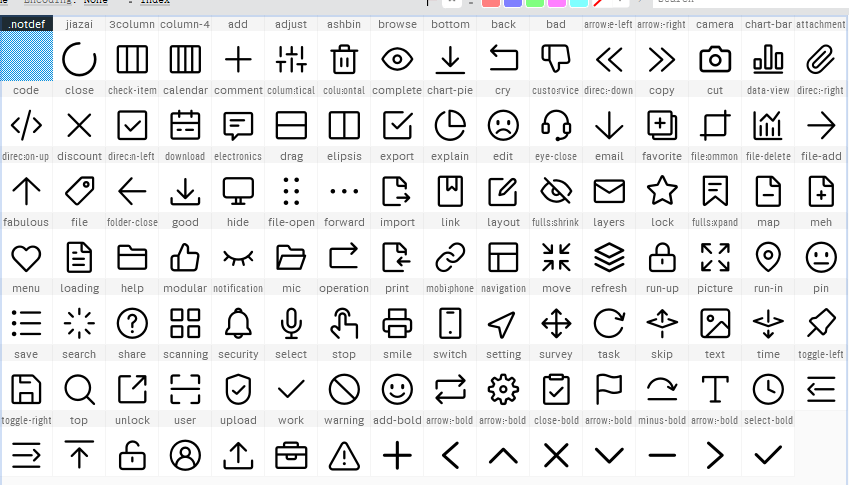 Encoding: None : Index Search
.notdef jiazai 3column column-4 add adjust ashbin browse bottom back bad arrow:e-left arrow:-right camera chart-bar attachment
code close check-item calendar comment colum:tical colu:ontal complete chart-pie cry custo:rvice direc:-down copy cut data-view direc:-right
direc:on-up discount direc:n-left download electronics drag elipsis export explain edit eye-close email favorite file:ommon file-delete file-add
fabulous file folder-close good hide file-open forward import link layout fulls:shrink layers lock fulls:xpand map meh
menu loading help modular notification mic operation print mobi:phone navigation move refresh run-up picture run-in pin
save search share scanning security select stop smile switch setting survey task skip text time toggle-left
toggle-right top unlock user upload work warning add-bold arrow:-bold arrow:-bold close-bold arrow:-bold minus-bold arrow:-bold select-bold